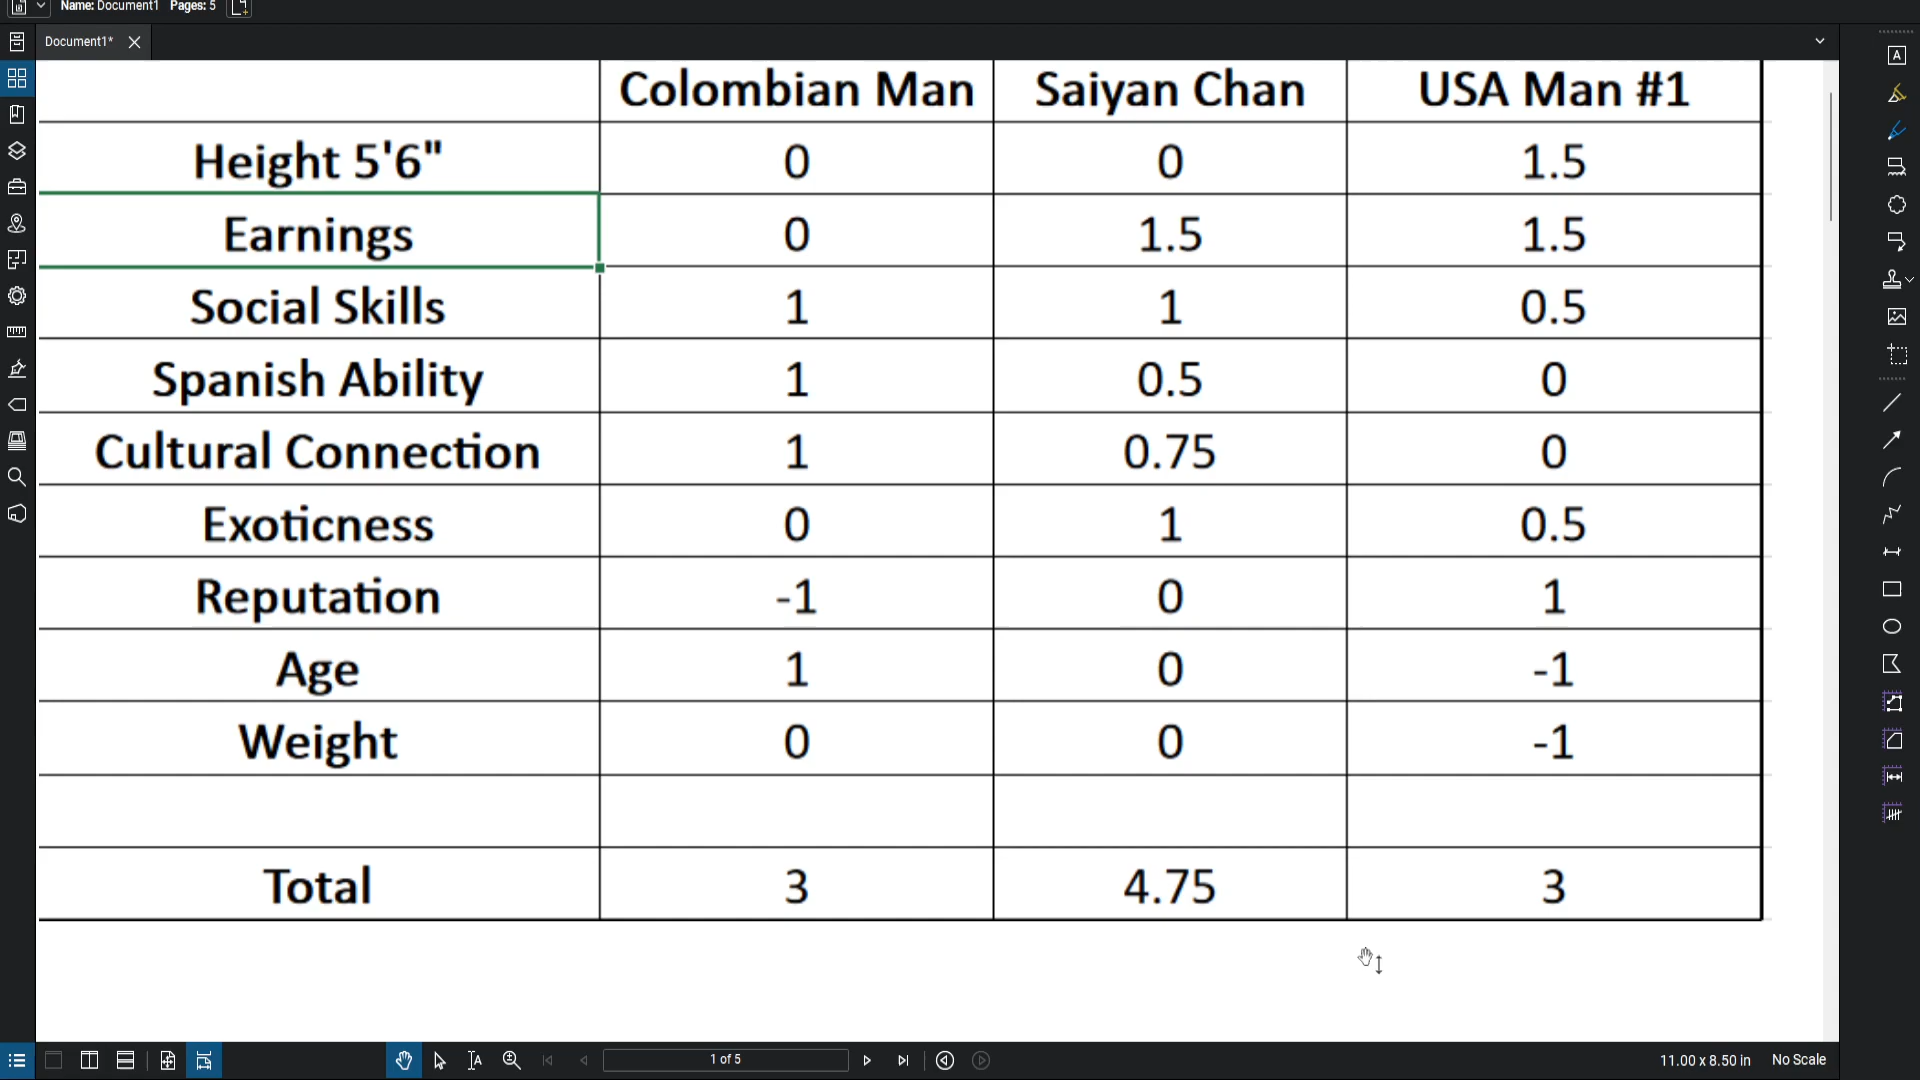 Name: Document1 Pages: 5
Document1*
Colombian Man Saiyan Chan USA Man #1
Height 5'6" 0 0 1.5
Earnings 0 1.5 1.5
Social Skills 1 1 0.5
Spanish Ability 1 0.5 0
Cultural Connection 1 0.75 0
Exoticness 0 1 0.5
Reputation -1 0 1
Age 1 0 -1
Weight 0 0 -1
Total 3 4.75 3
1 of 5
11.00 x 8.50 in No Scale